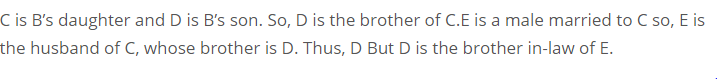 C is B’s daughter and D is B’s son. So, D is the brother of C.E is a male married to C so, E is
the husband of C, whose brother is D. Thus, D But D is the brother in-law of E.